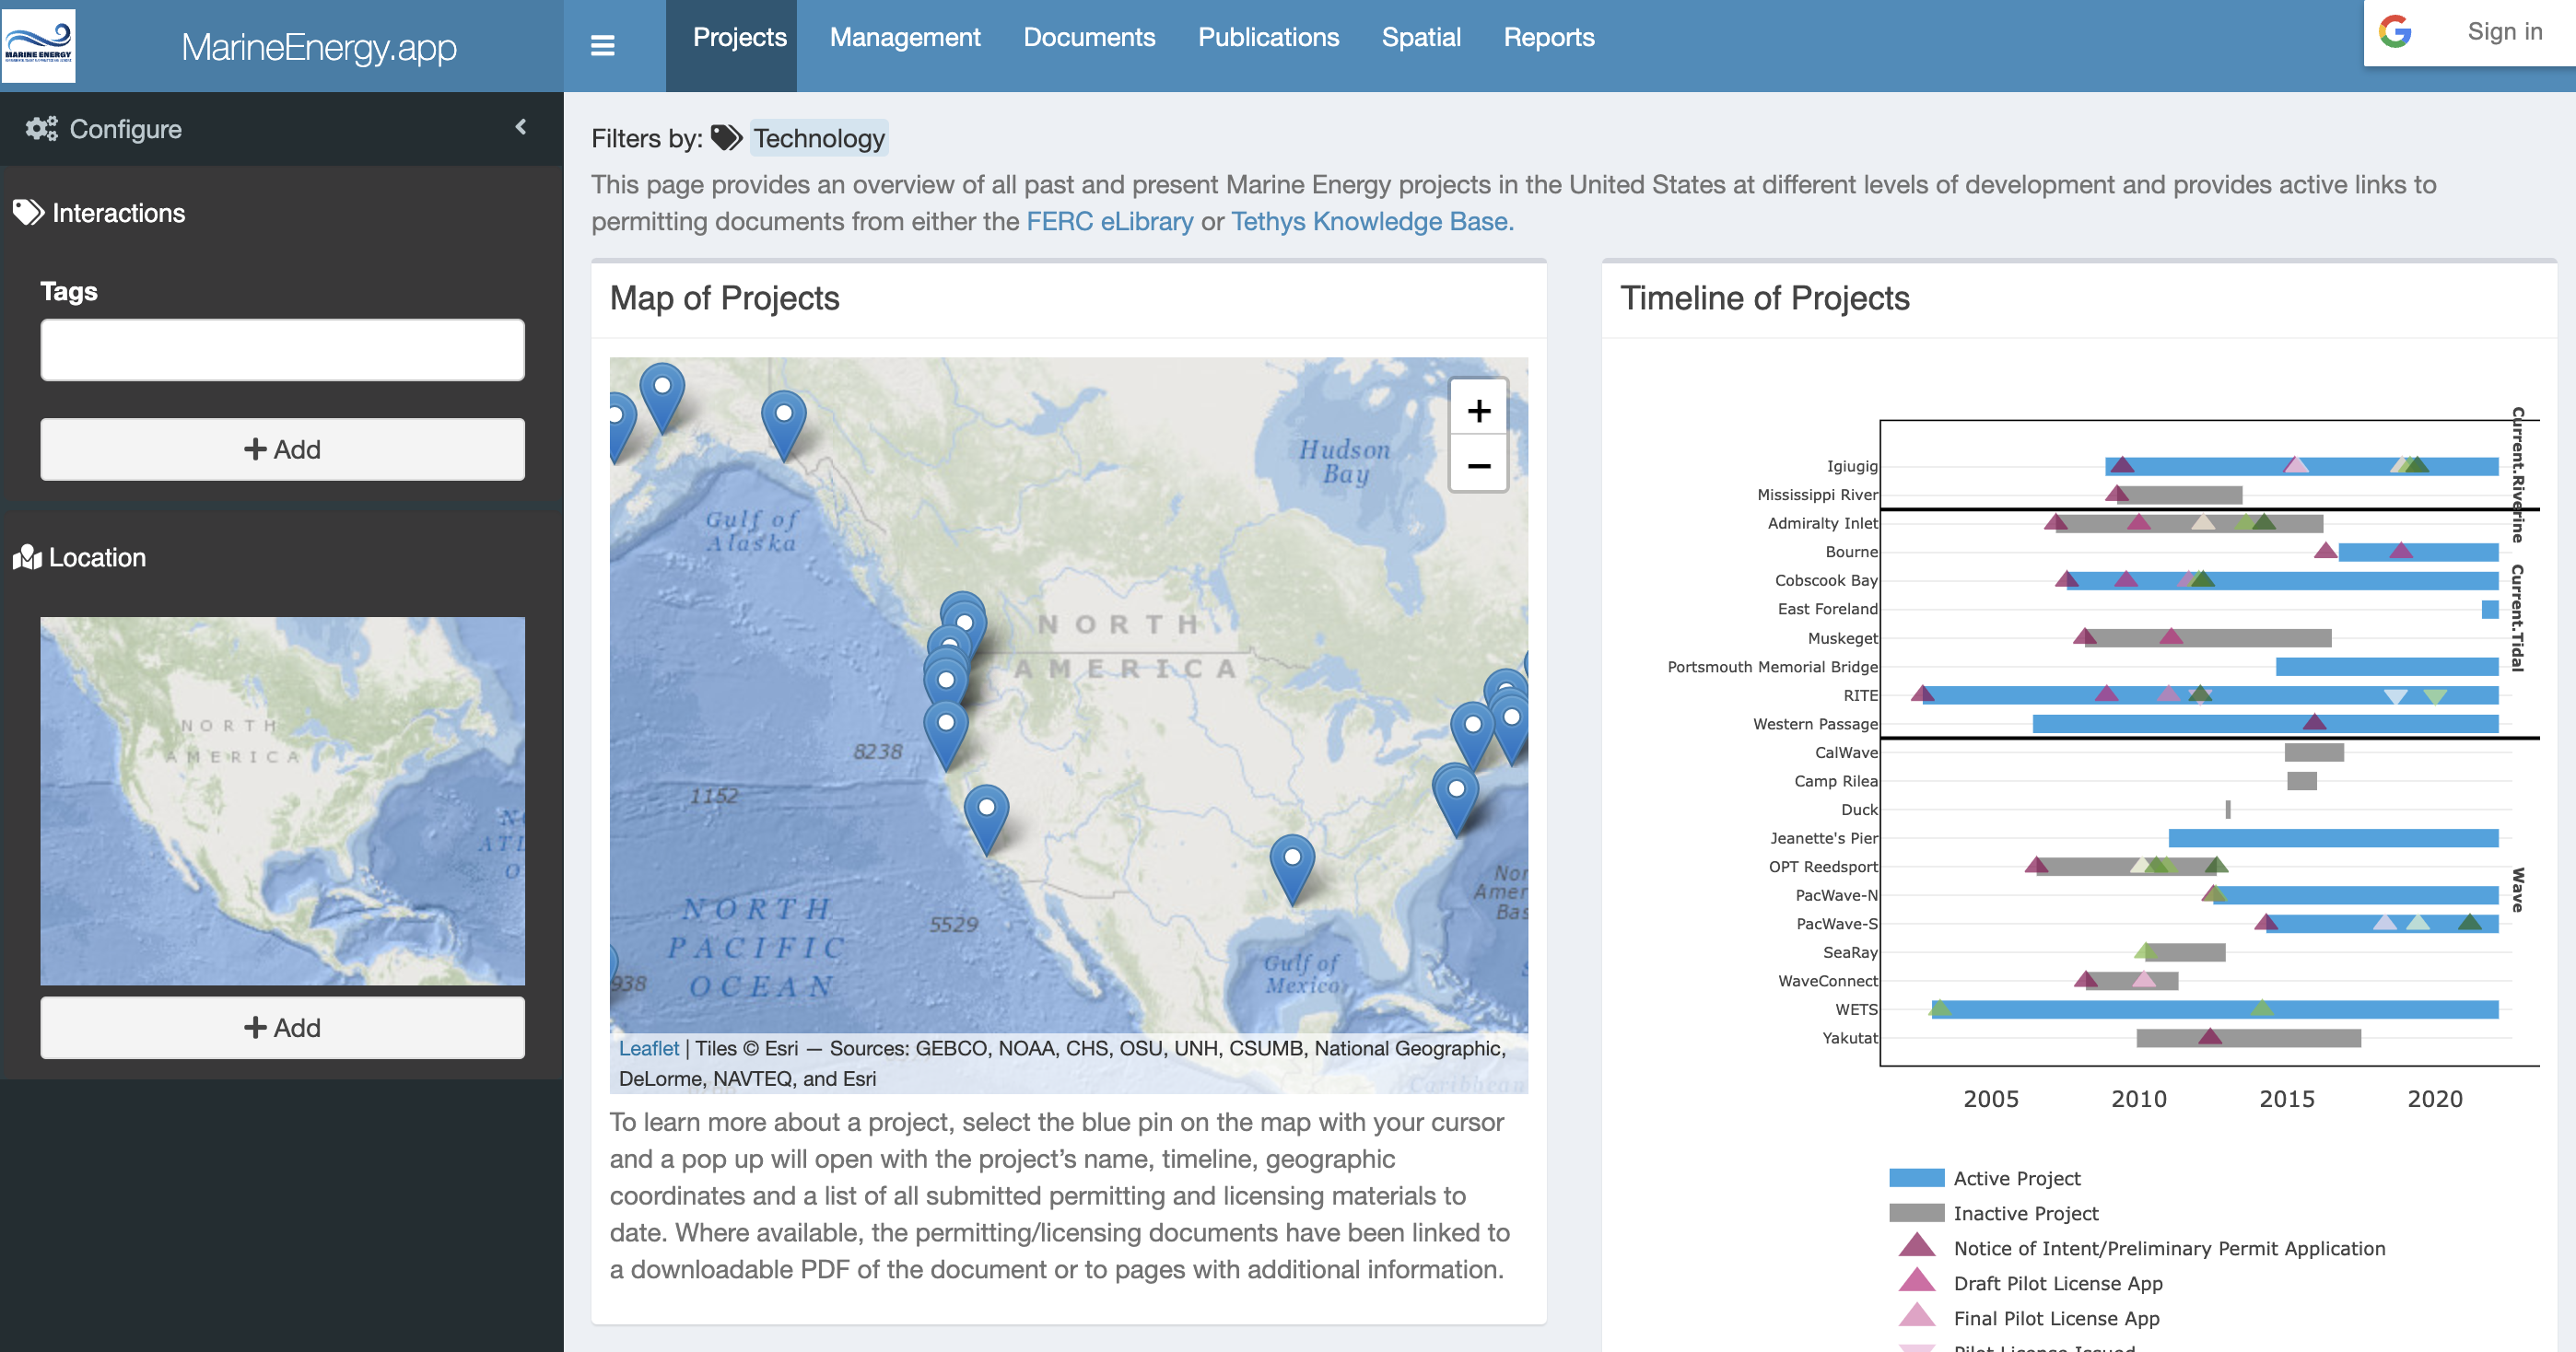 MARINE ENERGY
MarineEnergy.app
Projects
Management
Documents
Publications
Spatial
Reports
Sign in
Configure
Interactions
Tags
+ Add
Location
NORTH
AMERICA
+ Add
Filters by: Technology
This page provides an overview of all past and present Marine Energy projects in the United States at different levels of development and provides active links to
permitting documents from either the FERC eLibrary or Tethys Knowledge Base.
Map of Projects
+
−
Hudson
Bay
Gulf of
Alaska
NORTH
AMERICA
8238
1152
NORTH
PACIFIC
OCEAN
5529
938
Gulf of
Mexico
Nor
Amer
Bas
Caribbean
Leaflet | Tiles © Esri — Sources: GEBCO, NOAA, CHS, OSU, UNH, CSUMB, National Geographic,
DeLorme, NAVTEQ, and Esri
To learn more about a project, select the blue pin on the map with your cursor
and a pop up will open with the project’s name, timeline, geographic
coordinates and a list of all submitted permitting and licensing materials to
date. Where available, the permitting/licensing documents have been linked to
a downloadable PDF of the document or to pages with additional information.
Timeline of Projects
Current.Riverine
Igiugig
Mississippi River
Admiralty Inlet
Bourne
Cobscook Bay
East Foreland
Muskeget
Portsmouth Memorial Bridge
RITE
Western Passage
Current.Tidal
CalWave
Camp Rilea
Duck
Jeanette's Pier
OPT Reedsport
PacWave-N
PacWave-S
SeaRay
WaveConnect
WETS
Yakutat
Wave
2005
2010
2015
2020
Active Project
Inactive Project
Notice of Intent/Preliminary Permit Application
Draft Pilot License App
Final Pilot License App
Pilot License Issued